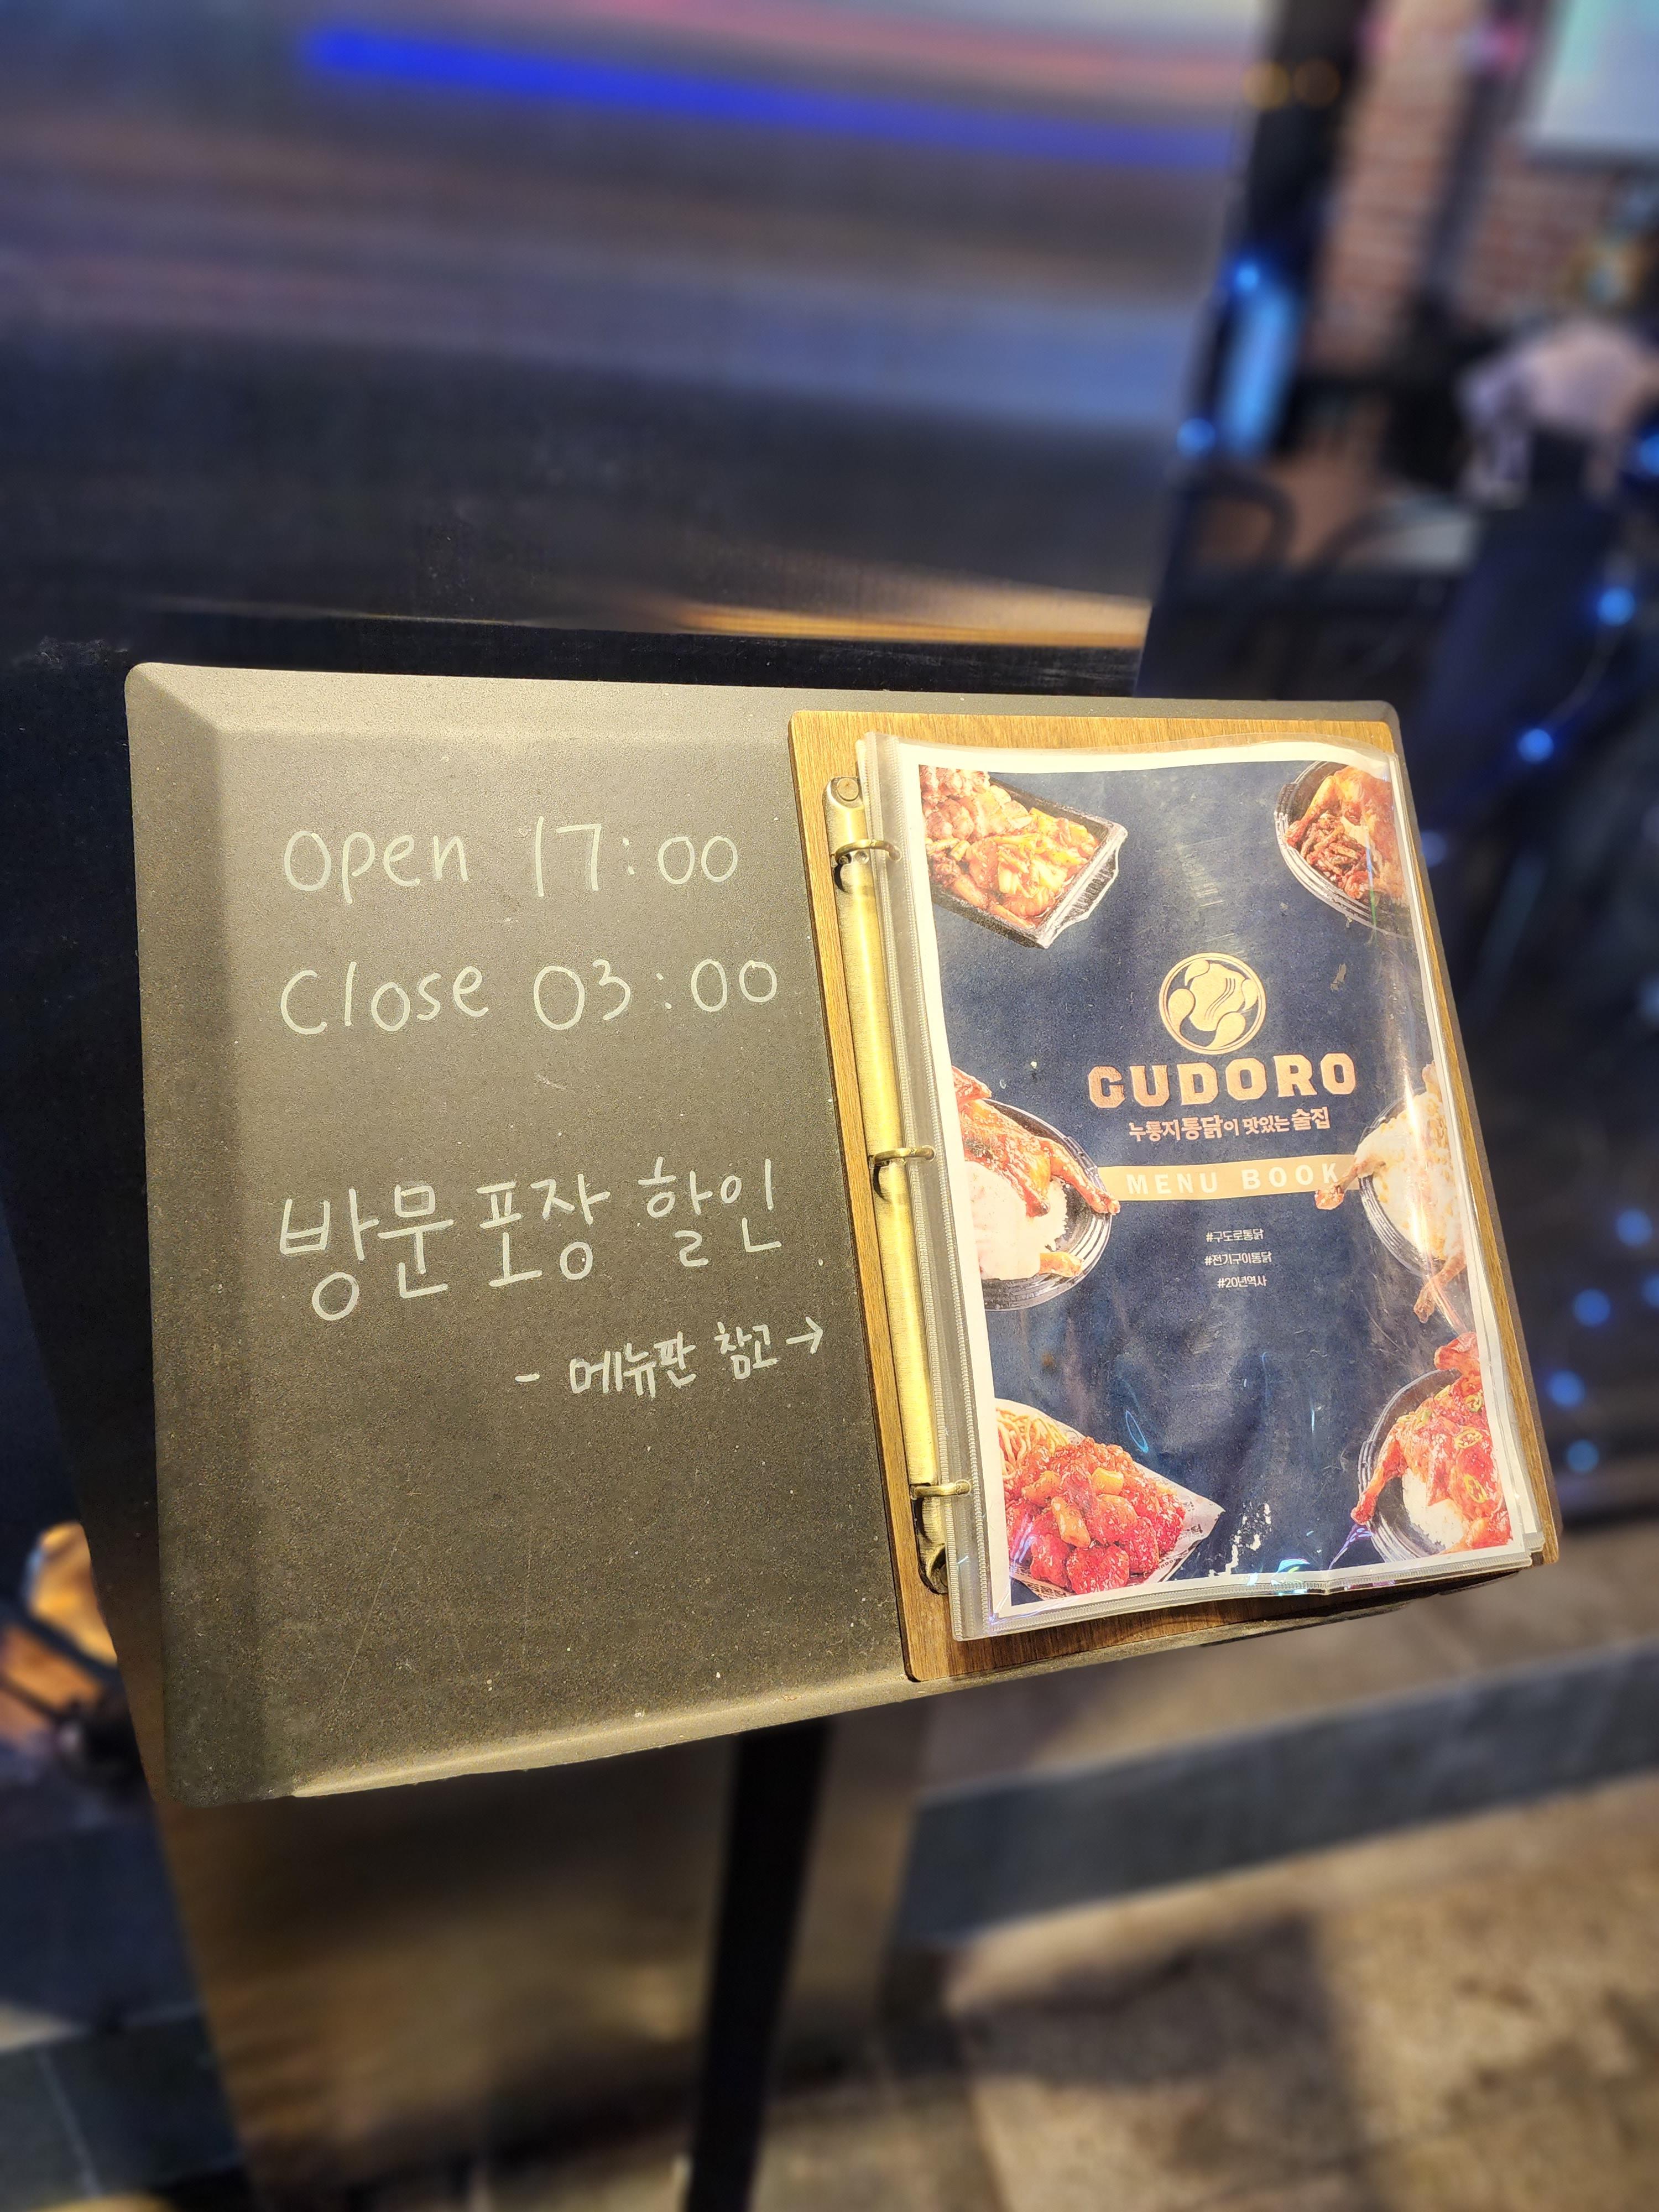 open 17:00
Close 03:00
방문 포장 할인
- 메뉴판 참고 →
GUDORO
누룽지통닭이 맛있는 술집
MENU BOOK
#구도로통닭
#전기구이통닭
#20년역사